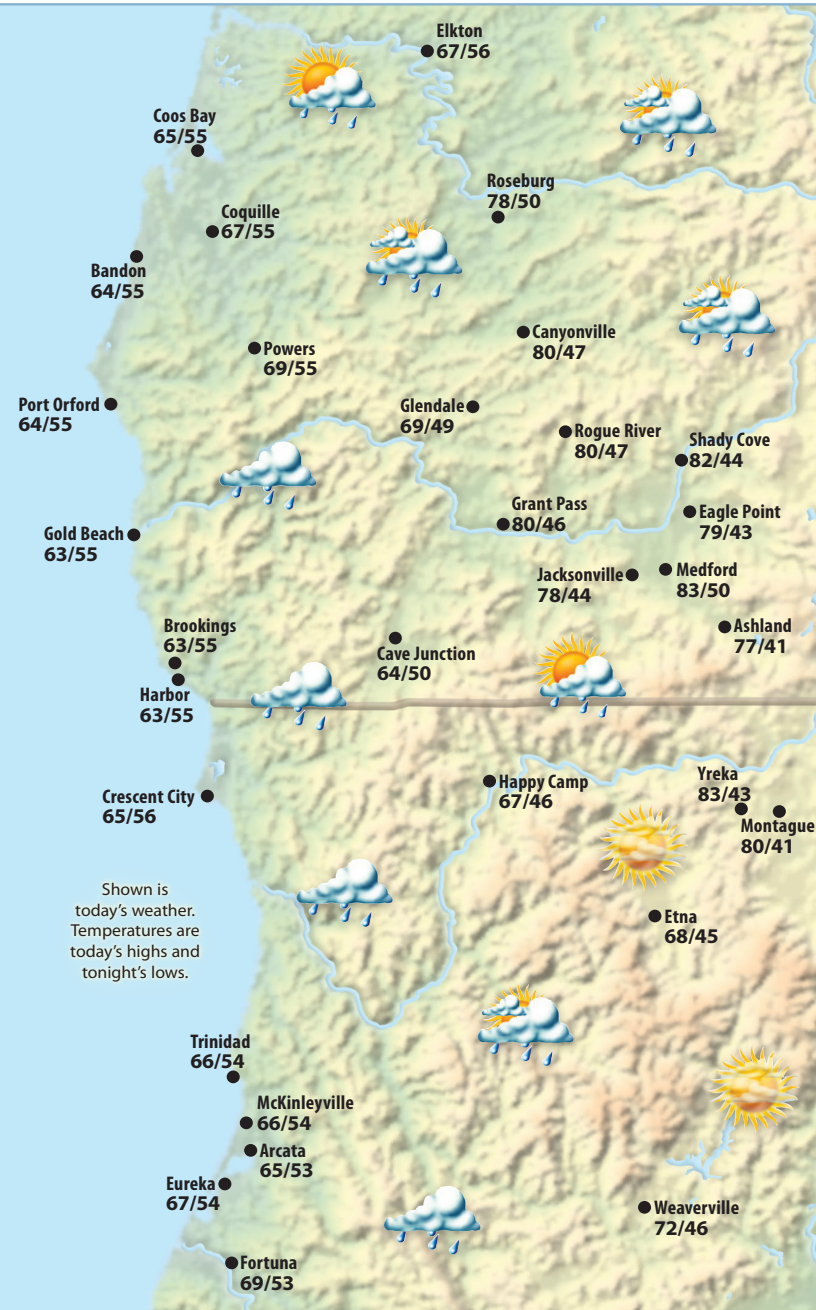 Elkton
67/56
Coos Bay
65/55
Roseburg
78/50
Coquille
67/55
Bandon
64/55
Canyonville
80/47
Powers
69/55
Port Orford
64/55
Glendale
69/49
Rogue River
80/47
Shady Cove
82/44
Grant Pass
80/46
Eagle Point
79/43
Gold Beach
63/55
Jacksonville
78/44
Medford
83/50
Brookings
63/55
Ashland
77/41
Cave Junction
64/50
Harbor
63/55
Happy Camp
67/46
Yreka
83/43
Crescent City
65/56
Montague
80/41
Shown is
today's weather.
Temperatures are
today's highs and
tonight's lows.
Etna
68/45
Trinidad
66/54
McKinleyville
66/54
Arcata
65/53
Eureka
67/54
Weaverville
72/46
Fortuna
69/53